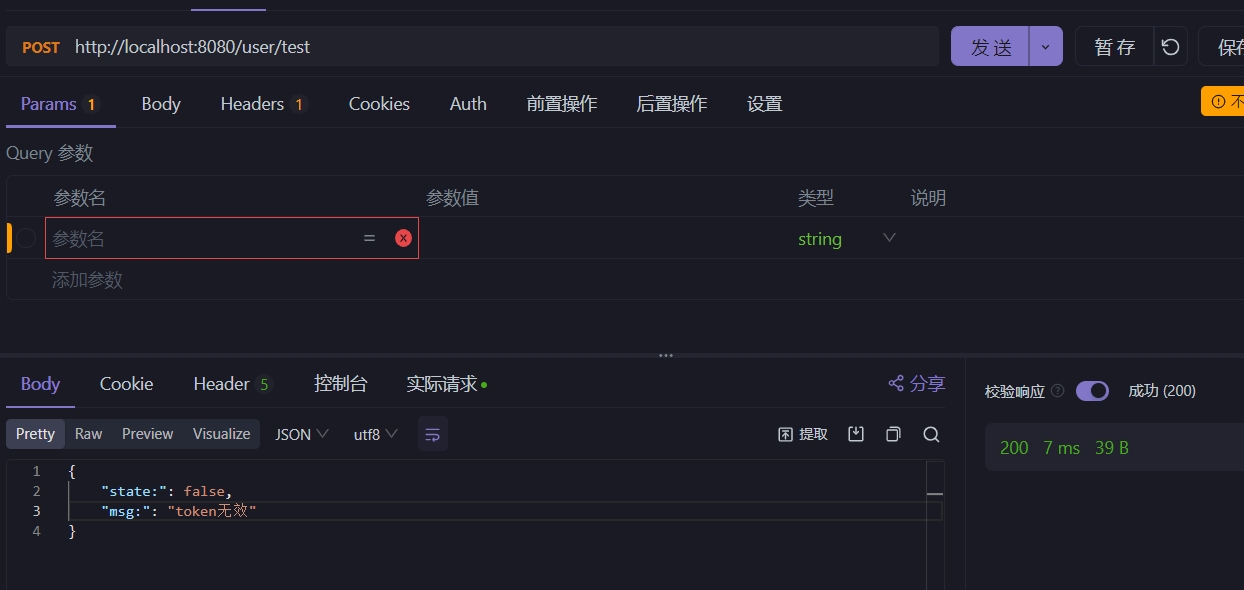 POST http://localhost:8080/user/test 发 送 暂 存 保存
Params 1 Body Headers 1 Cookies Auth 前置操作 后置操作 设置 不
Query 参数
参数名 参数值 类型 说明
参数名 = string
添加参数
Body Cookie Header 5 控制台 实际请求 分享 校验响应 ? 成功 (200)
Pretty Raw Preview Visualize JSON utf8 提取
200 7 ms 39 B
1 {
2 "state:": false,
3 "msg:": "token无效"
4 }